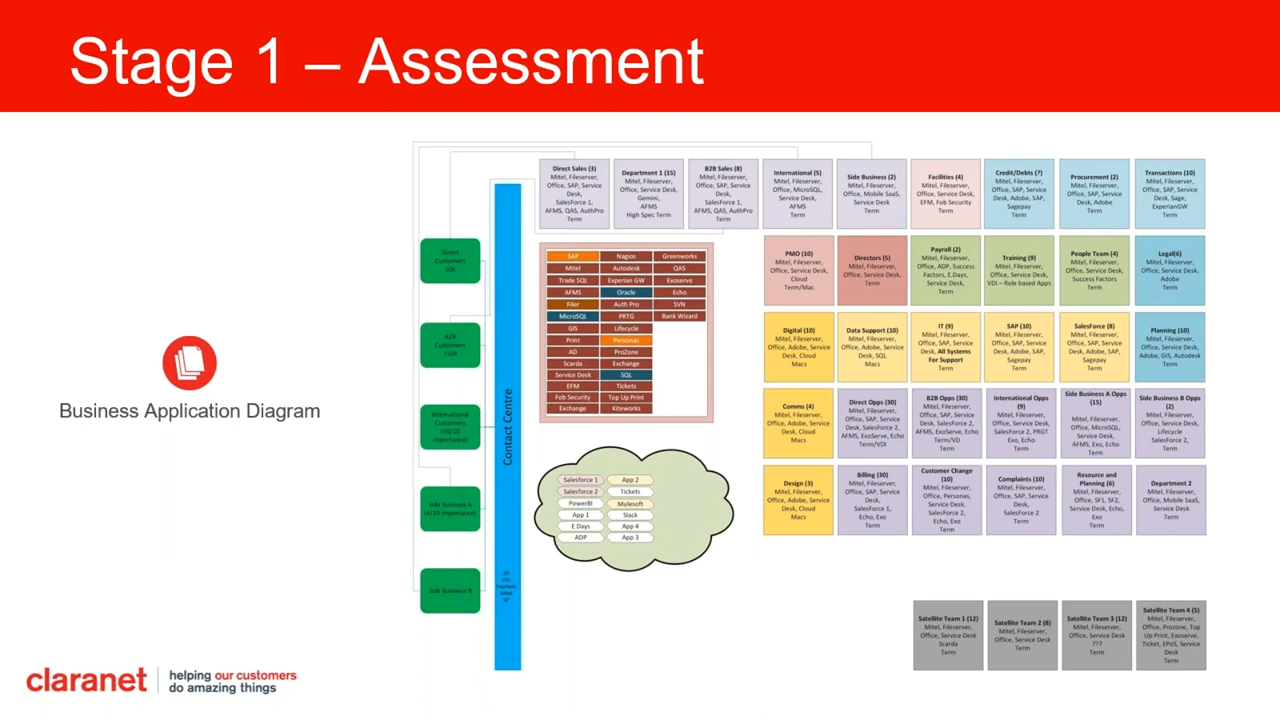 Stage 1 – Assessment
Business Application Diagram
claranet
helping our customers
do amazing things
Direct
Customers
B2B
Customers
International
Customers
(10/10
importance)
Side Business A
(4/10 importance)
Side Business B
Contact Centre
Direct Sales (3)
Mitel, Fileserver,
Office, SAP, Service
Desk,
SalesForce 1,
AFMS, QAS, AuthPro
Term
Department 1 (15)
Mitel, Fileserver,
Office, Service Desk,
Gemini,
AFMS
High Spec Term
B2B Sales (8)
Mitel, Fileserver,
Office, SAP, Service
Desk,
SalesForce 1,
AFMS, QAS, AuthPro
Term
International (5)
Mitel, Fileserver,
Office, MicroSQL,
Service Desk,
AFMS
Term
Side Business (2)
Mitel, Fileserver,
Office, Mobile SaaS,
Service Desk
Term
Facilities (4)
Mitel, Fileserver,
Office, Service Desk,
EFM, Fob Security
Term
Credit/Debts (?)
Mitel, Fileserver,
Office, SAP, Service
Desk, Adobe, SAP,
Sagepay
Term
Procurement (2)
Mitel, Fileserver,
Office, SAP, Service
Desk, Adobe
Term
Transactions (10)
Mitel, Fileserver,
Office, SAP, Service
Desk, Sage,
ExperianGW
Term
SAP
Nagios
Greenworks
Mitel
Autodesk
QAS
Trade SQL
Experian GW
Exoserve
AFMS
Oracle
Echo
Filer
Auth Pro
SVN
MicroSQL
PRTG
Bank Wizard
GIS
Lifecycle
Print
Personas
AD
ProZone
Scarda
Exchange
Service Desk
SQL
EFM
Tickets
Fob Security
Top Up Print
Exchange
Kiteworks
Salesforce 1
App 2
Salesforce 2
Tickets
PowerBI
Mulesoft
App 1
Slack
E Days
App 4
ADP
App 3
PMO (10)
Mitel, Fileserver,
Office, Service Desk,
Cloud
Term/Mac
Directors (5)
Mitel, Fileserver,
Office, Service Desk,
Term
Payroll (2)
Mitel, Fileserver,
Office, ADP, Success
Factors, E.Days,
Service Desk,
Term
Training (9)
Mitel, Fileserver,
Office, Service Desk,
VDI – Role based Apps
People Team (4)
Mitel, Fileserver,
Office, Service Desk,
Success Factors
Term
Legal(6)
Mitel, Fileserver,
Office, Service Desk,
Adobe
Term
Digital (10)
Mitel, Fileserver,
Office, Adobe, Service
Desk, Cloud
Macs
Data Support (10)
Mitel, Fileserver,
Office, Adobe, Service
Desk, SQL
Macs
IT (9)
Mitel, Fileserver,
Office, SAP, Service
Desk, All Systems
For Support
Term
SAP (10)
Mitel, Fileserver,
Office, SAP, Service
Desk, Adobe, SAP,
Sagepay
Term
SalesForce (8)
Mitel, Fileserver,
Office, SAP, Service
Desk, Adobe, SAP,
Sagepay
Term
Planning (10)
Mitel, Fileserver,
Office, Service Desk,
Adobe, GIS, Autodesk
Term
Comms (4)
Mitel, Fileserver,
Office, Adobe, Service
Desk, Cloud
Macs
Direct Opps (30)
Mitel, Fileserver,
Office, SAP, Service
Desk, Salesforce 2,
AFMS, ExoServe, Echo
Term/VDI
B2B Opps (30)
Mitel, Fileserver,
Office, SAP, Service
Desk, SalesForce 2,
AFMS, ExoServe, Echo
Term/VD
Term
International Opps
(9)
Mitel, Fileserver,
Office, Service Desk,
SalesForce 2, PRGT
Exo, Echo
Term
Side Business A Opps
(15)
Mitel, Fileserver,
Office, MicroSQL,
Service Desk,
AFMS, Exo, Echo
Term
Side Business B Opps
(2)
Mitel, Fileserver,
Office, Service Desk,
Lifecycle
SalesForce 2,
Term
Design (3)
Mitel, Fileserver,
Office, Adobe, Service
Desk, Cloud
Macs
Billing (30)
Mitel, Fileserver,
Office, SAP, Service
Desk,
SalesForce 1,
Echo, Exo
Term
Customer Change
(10)
Mitel, Fileserver,
Office, Personas,
Service Desk,
SalesForce 2,
Echo, Exo
Term
Complaints (10)
Mitel, Fileserver,
Office, SAP, Service
Desk,
SalesForce 2
Term
Resource and
Planning (6)
Mitel, Fileserver,
Office, SF1, SF2,
Service Desk, Echo,
Exo
Term
Department 2
Mitel, Fileserver,
Office, Mobile SaaS,
Service Desk
Term
Satellite Team 1 (12)
Mitel, Fileserver,
Office, Service Desk
Scarda
Term
Satellite Team 2 (8)
Mitel, Fileserver,
Office, Service Desk
Term
Satellite Team 3 (12)
Mitel, Fileserver,
Office, Service Desk
???
Term
Satellite Team 4 (5)
Mitel, Fileserver,
Office, Prozone, Top
Up Print, Exoserve,
Ticket, EPoS, Service
Desk
Term